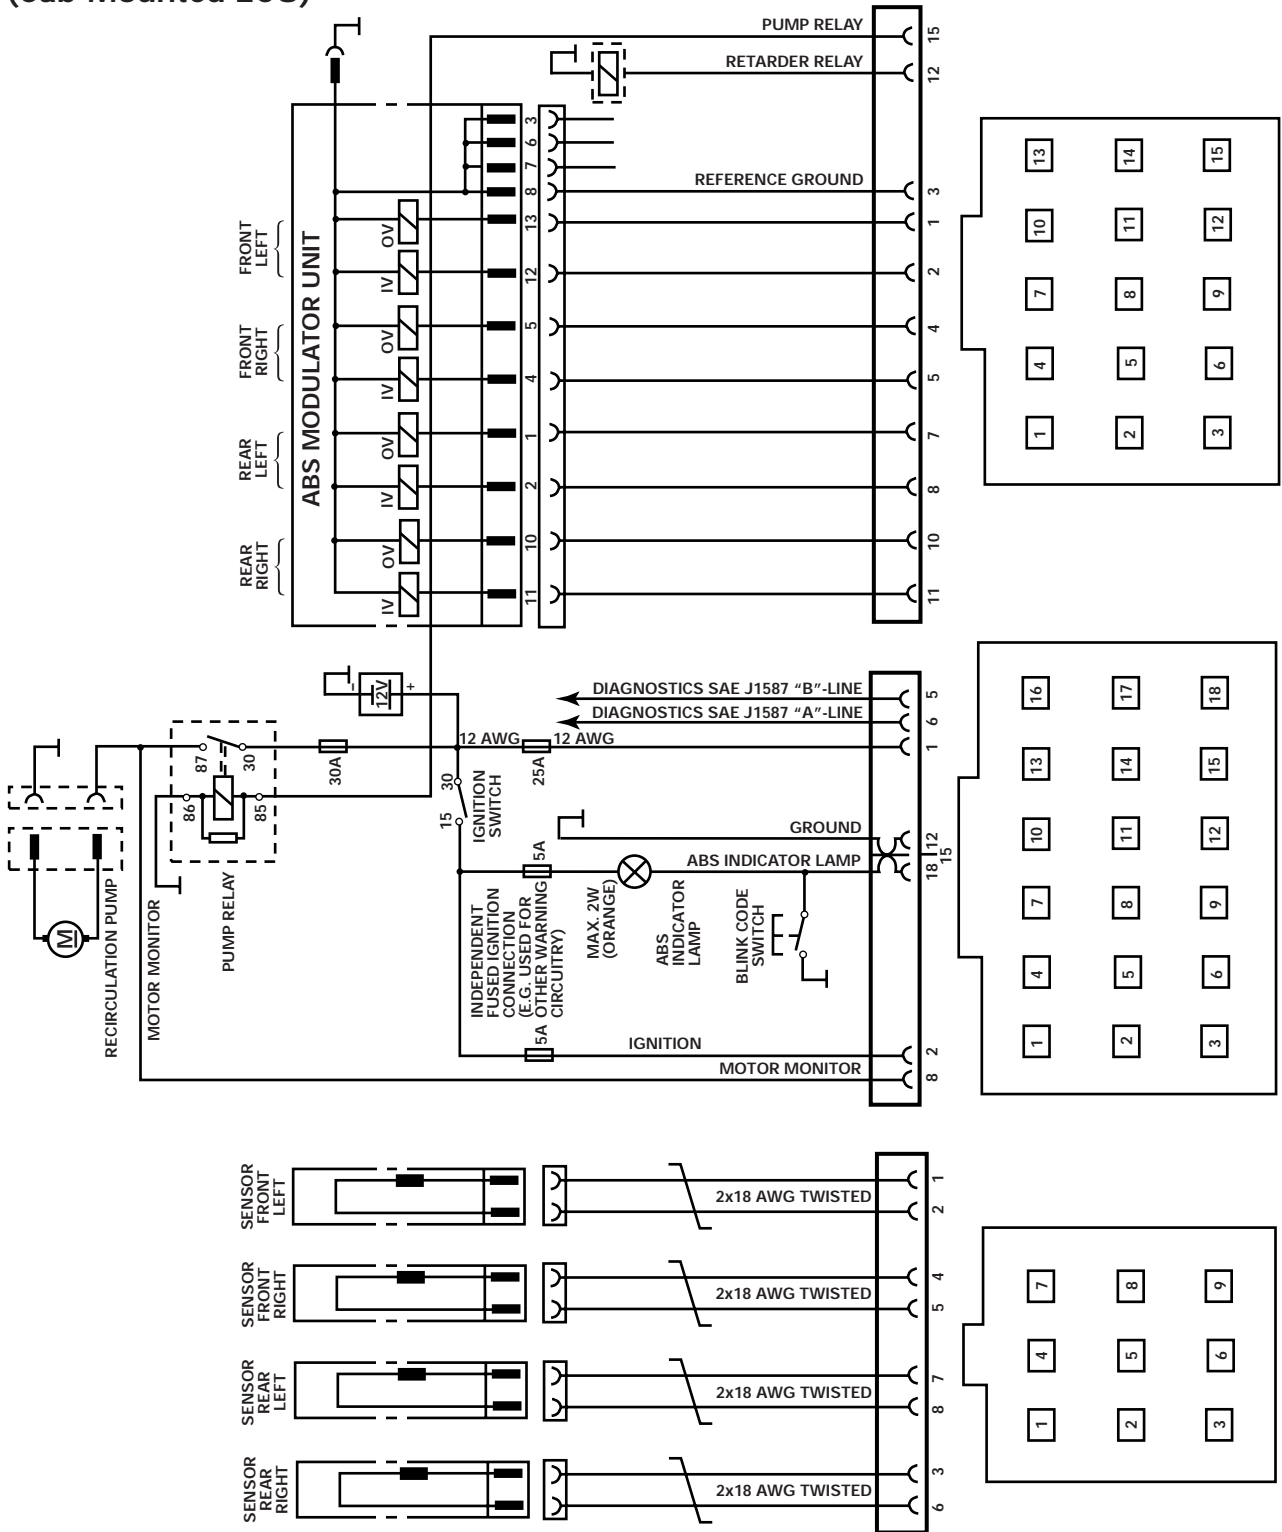 (Cab-Mounted ECU)
PUMP RELAY
15
RETARDER RELAY
12
3
6
7
8
REFERENCE GROUND
3
FRONT
LEFT
ABS MODULATOR UNIT
OV
13
1
IV
12
2
FRONT
RIGHT
OV
5
4
IV
4
5
REAR
LEFT
OV
1
7
IV
2
8
REAR
RIGHT
OV
10
10
IV
11
11
13
14
15
10
11
12
7
8
9
4
5
6
1
2
3
12V
–
+
DIAGNOSTICS SAE J1587 “B”-LINE
5
DIAGNOSTICS SAE J1587 “A”-LINE
6
12 AWG
12 AWG
1
87
30
30A
25A
86
85
30
15
IGNITION
SWITCH
GROUND
12
15
18
5A
ABS INDICATOR LAMP
M
RECIRCULATION PUMP
MOTOR MONITOR
PUMP RELAY
INDEPENDENT
FUSED IGNITION
CONNECTION
(E.G. USED FOR
OTHER WARNING
CIRCUITRY)
MAX. 2W
(ORANGE)
ABS
INDICATOR
LAMP
BLINK CODE
SWITCH
5A
IGNITION
2
MOTOR MONITOR
8
16
17
18
13
14
15
10
11
12
7
8
9
4
5
6
1
2
3
SENSOR
FRONT
LEFT
2x18 AWG TWISTED
1
2
SENSOR
FRONT
RIGHT
2x18 AWG TWISTED
4
5
SENSOR
REAR
LEFT
2x18 AWG TWISTED
7
8
SENSOR
REAR
RIGHT
2x18 AWG TWISTED
3
6
7
8
9
4
5
6
1
2
3